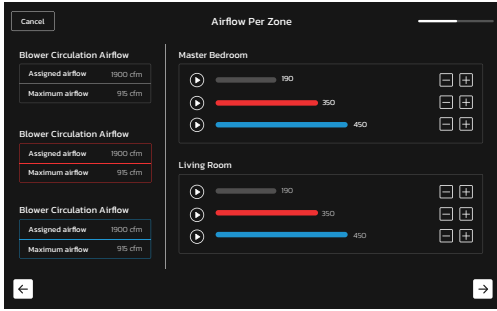 Cancel
Airflow Per Zone
Blower Circulation Airflow
Assigned airflow 1900 cfm
Maximum airflow 915 cfm
Blower Circulation Airflow
Assigned airflow 1900 cfm
Maximum airflow 915 cfm
Blower Circulation Airflow
Assigned airflow 1900 cfm
Maximum airflow 915 cfm
Master Bedroom
190
350
450
Living Room
190
350
450